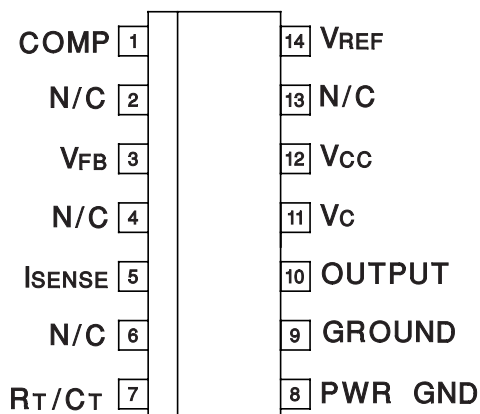 COMP 1 14 VREF
N/C 2 13 N/C
VFB 3 12 VCC
N/C 4 11 VC
ISENSE 5 10 OUTPUT
N/C 6 9 GROUND
RT/CT 7 8 PWR GND